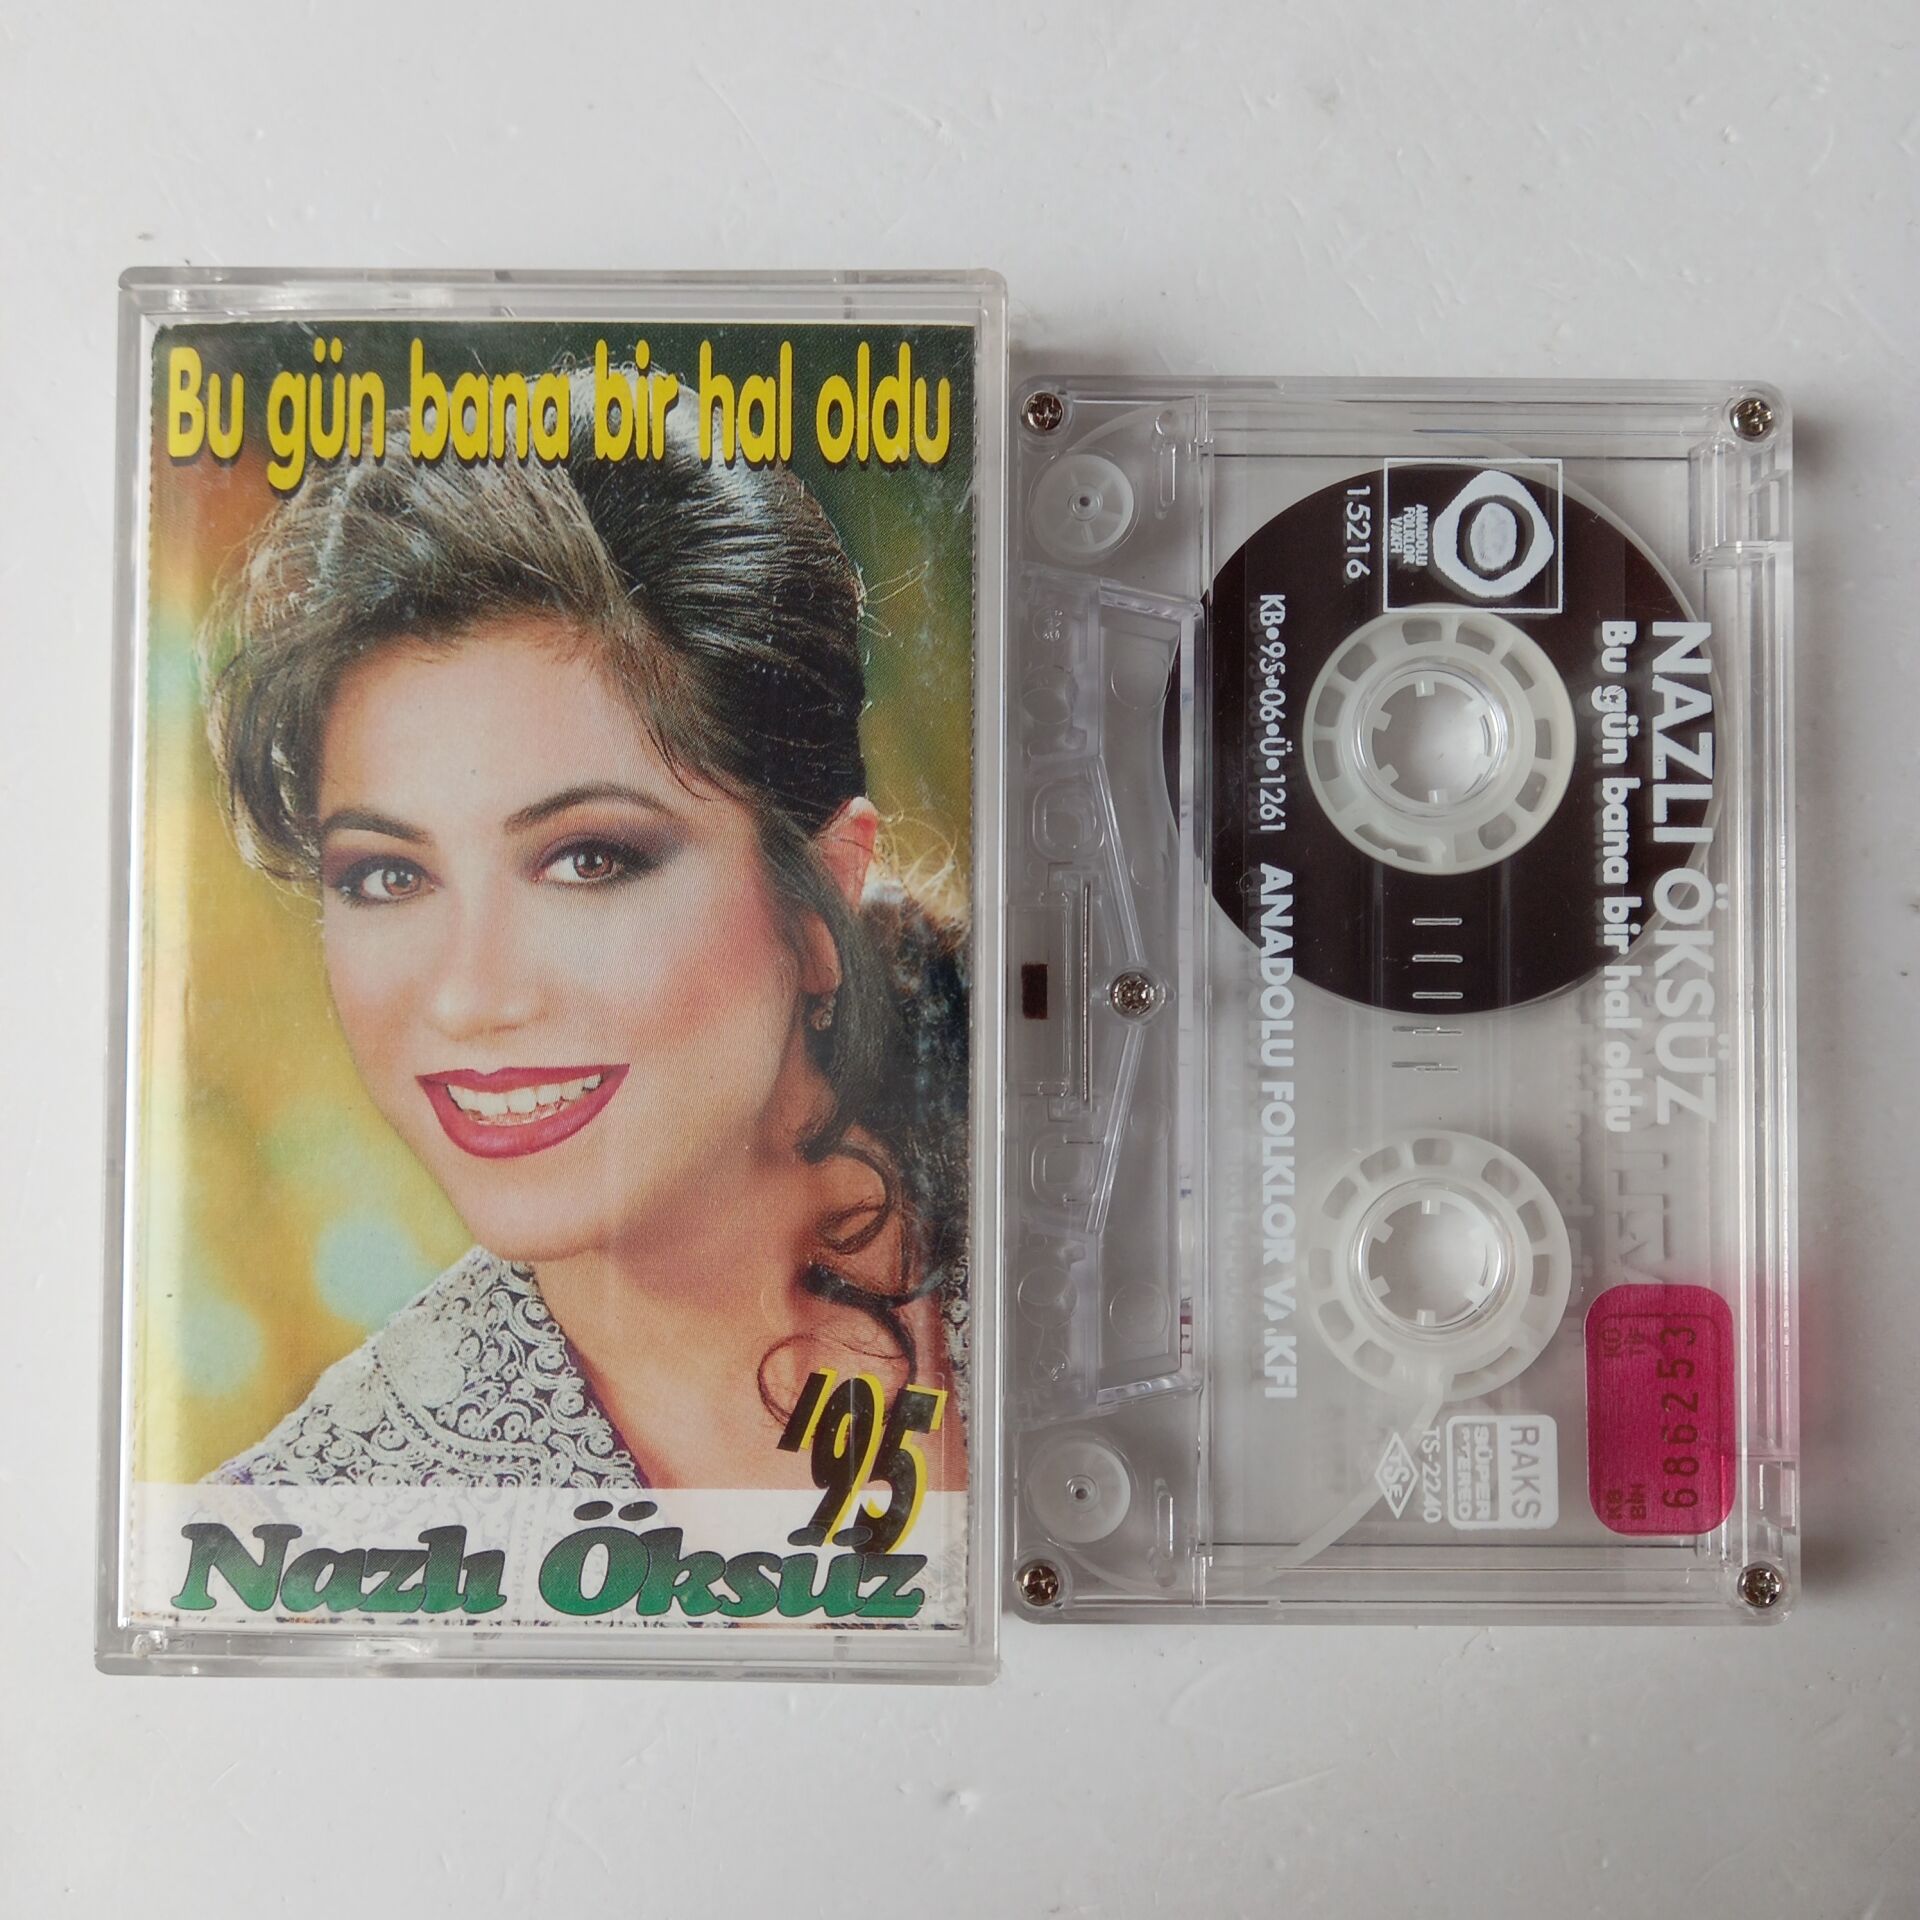 Bu gün bana bir hal oldu
'95
Nazlı Öksüz
NAZLI ÖKSÜZ
Bu gün bana bir hal oldu
ANADOLU
FOLKLOR
VAKFI
15216
KB•95•06•Ü•1261 ANADOLU FOLKLOR VAKFI
RAKS
SÜPER
STEREO
TS-2240
TSE
686253